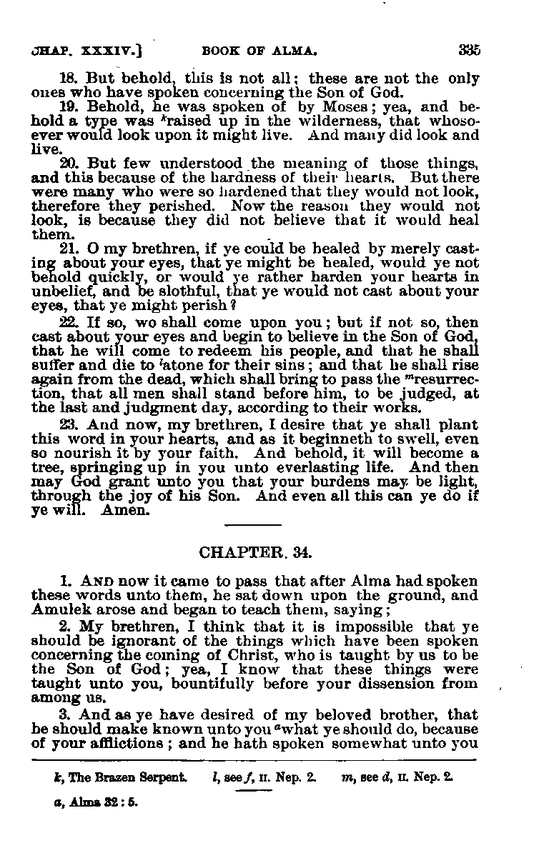 CHAP. XXXIV.] BOOK OF ALMA. 335
18. But behold, this is not all; these are not the only
ones who have spoken concerning the Son of God.
19. Behold, he was spoken of by Moses; yea, and be-
hold a type was ᵏraised up in the wilderness, that whoso-
ever would look upon it might live. And many did look and
live.
20. But few understood the meaning of those things,
and this because of the hardness of their hearts. But there
were many who were so hardened that they would not look,
therefore they perished. Now the reason they would not
look, is because they did not believe that it would heal
them.
21. O my brethren, if ye could be healed by merely cast-
ing about your eyes, that ye might be healed, would ye not
behold quickly, or would ye rather harden your hearts in
unbelief, and be slothful, that ye would not cast about your
eyes, that ye might perish?
22. If so, wo shall come upon you; but if not so, then
cast about your eyes and begin to believe in the Son of God,
that he will come to redeem his people, and that he shall
suffer and die to ˡatone for their sins; and that he shall rise
again from the dead, which shall bring to pass the ᵐresurrec-
tion, that all men shall stand before him, to be judged, at
the last and judgment day, according to their works.
23. And now, my brethren, I desire that ye shall plant
this word in your hearts, and as it beginneth to swell, even
so nourish it by your faith. And behold, it will become a
tree, springing up in you unto everlasting life. And then
may God grant unto you that your burdens may be light,
through the joy of his Son. And even all this can ye do if
ye will. Amen.
CHAPTER. 34.
1. AND now it came to pass that after Alma had spoken
these words unto them, he sat down upon the ground, and
Amulek arose and began to teach them, saying;
2. My brethren, I think that it is impossible that ye
should be ignorant of the things which have been spoken
concerning the coming of Christ, who is taught by us to be
the Son of God; yea, I know that these things were
taught unto you, bountifully before your dissension from
among us.
3. And as ye have desired of my beloved brother, that
he should make known unto you ᵃwhat ye should do, because
of your afflictions; and he hath spoken somewhat unto you
k, The Brazen Serpent. l, see f, II. Nep. 2. m, see d, II. Nep. 2.
a, Alma 32:5.